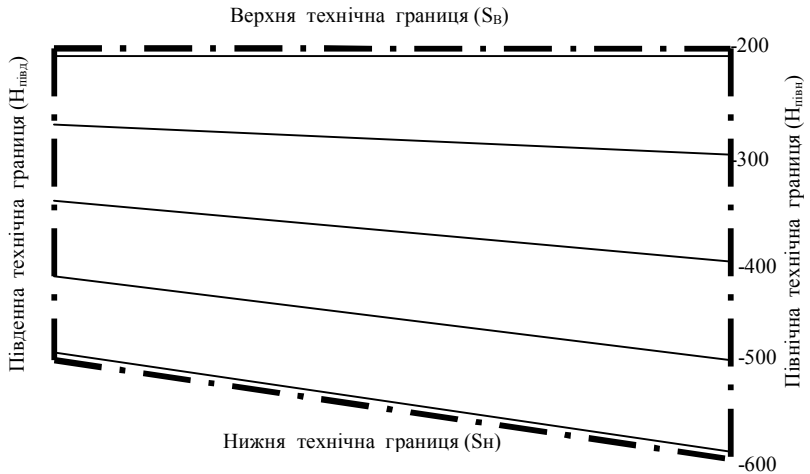 Верхня технічна границя (SВ)
Південна технічна границя (Нпівд)
-200
-300
-400
-500
-600
Північна технічна границя (Нпівн)
Нижня технічна границя (Sн)